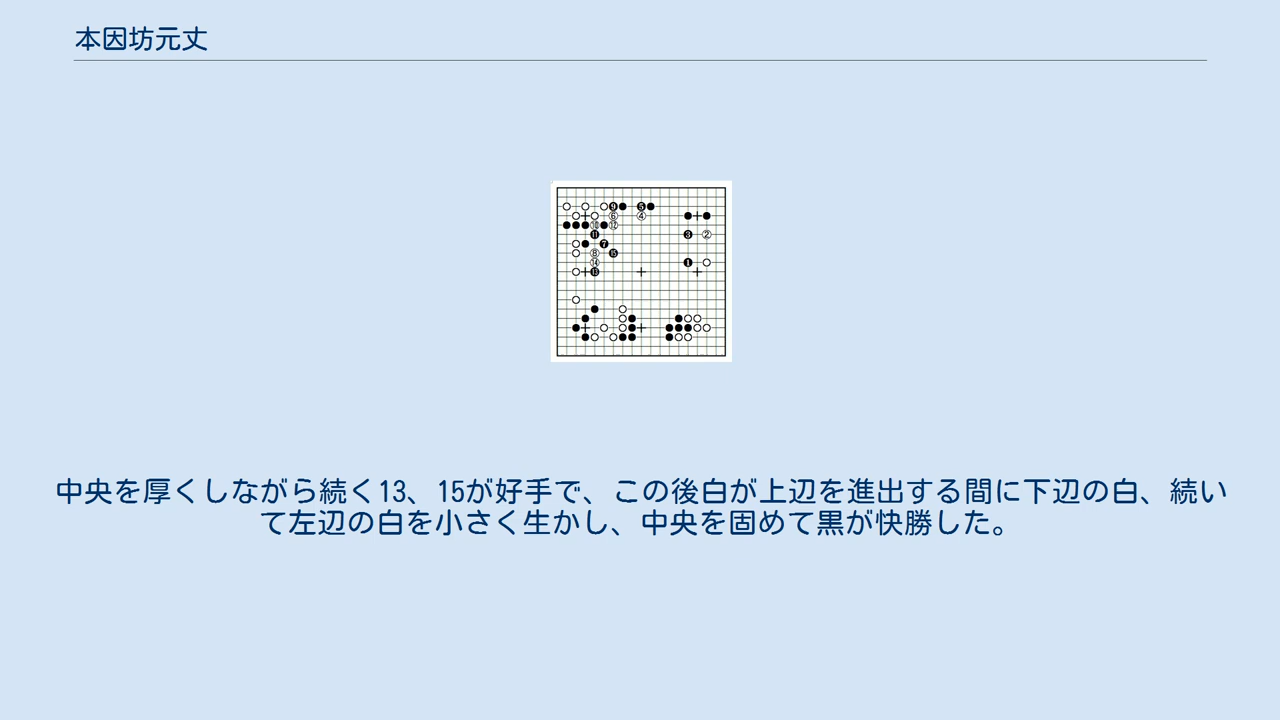 本因坊元丈
中央を厚くしながら続く13、15が好手で、この後白が上辺を進出する間に下辺の白、続い
て左辺の白を小さく生かし、中央を固めて黒が快勝した。